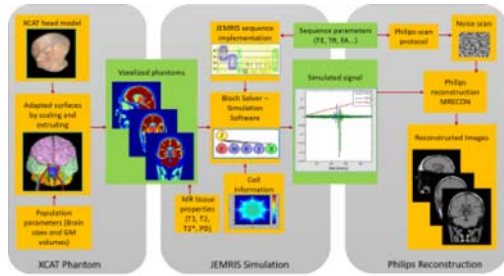 XCAT head model
Adapted surfaces
by scaling and
extruding
Population
parameters (Brain
sizes and GM
volumes)
XCAT Phantom
Voxelized phantoms
JEMRIS sequence
implementation
Bloch Solver –
Simulation
Software
MR tissue
properties
(T1, T2,
T2*, PD)
Coil
Information
JEMRIS Simulation
Sequence parameters
(TE, TR, FA...)
Simulated signal
Philips scan
protocol
Noise scan
Philips
reconstruction
MRECON
Reconstructed Images
Philips Reconstruction